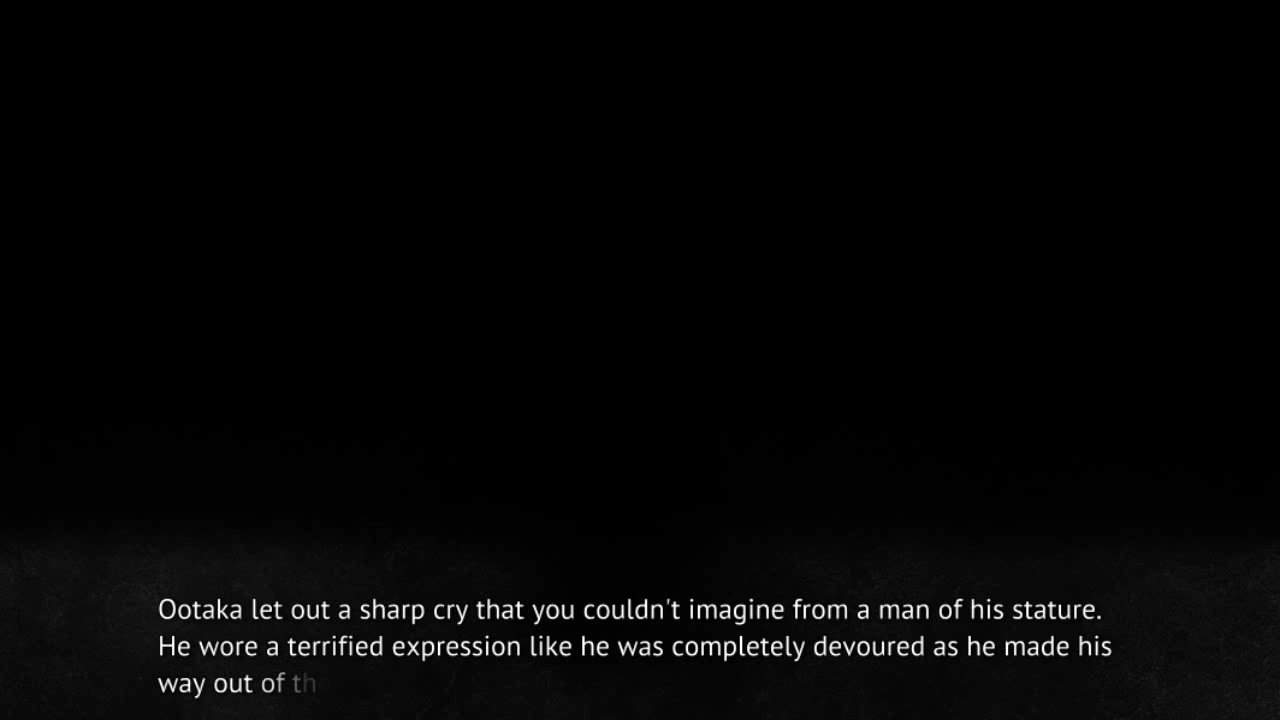 Ootaka let out a sharp cry that you couldn't imagine from a man of his stature.
He wore a terrified expression like he was completely devoured as he made his
way out of th